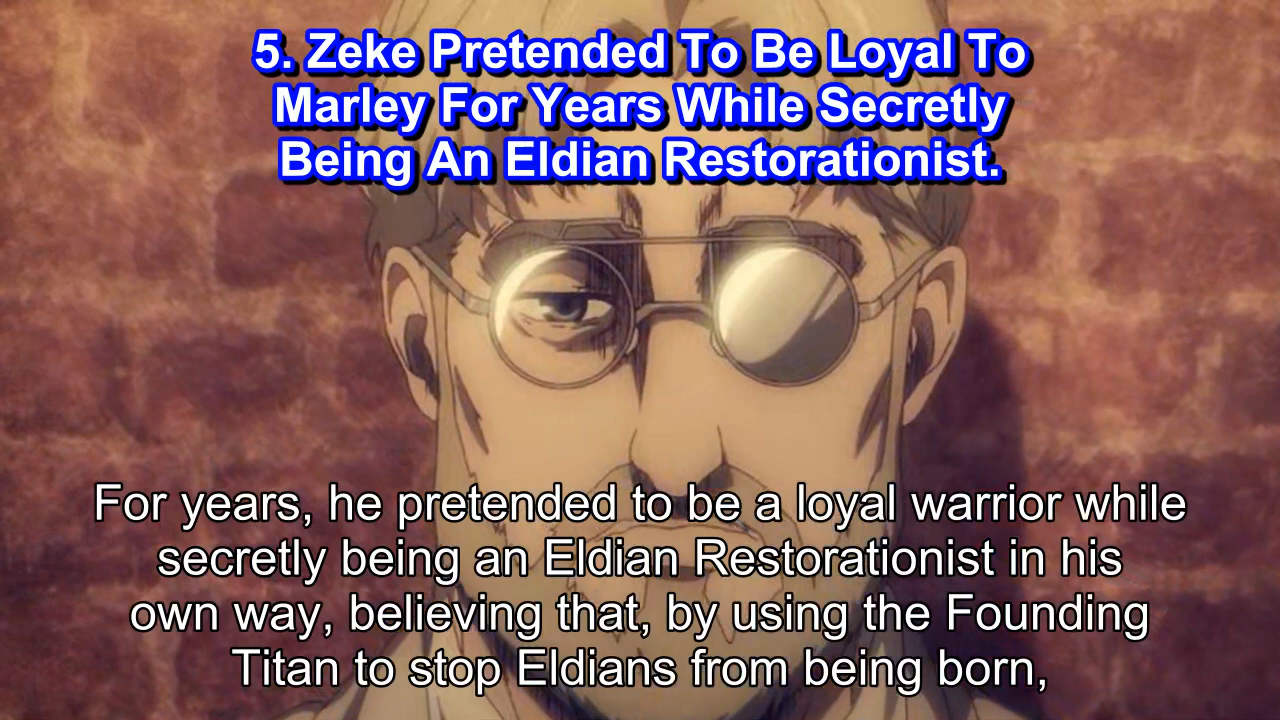 5. Zeke Pretended To Be Loyal To
Marley For Years While Secretly
Being An Eldian Restorationist.
For years, he pretended to be a loyal warrior while
secretly being an Eldian Restorationist in his
own way, believing that, by using the Founding
Titan to stop Eldians from being born,